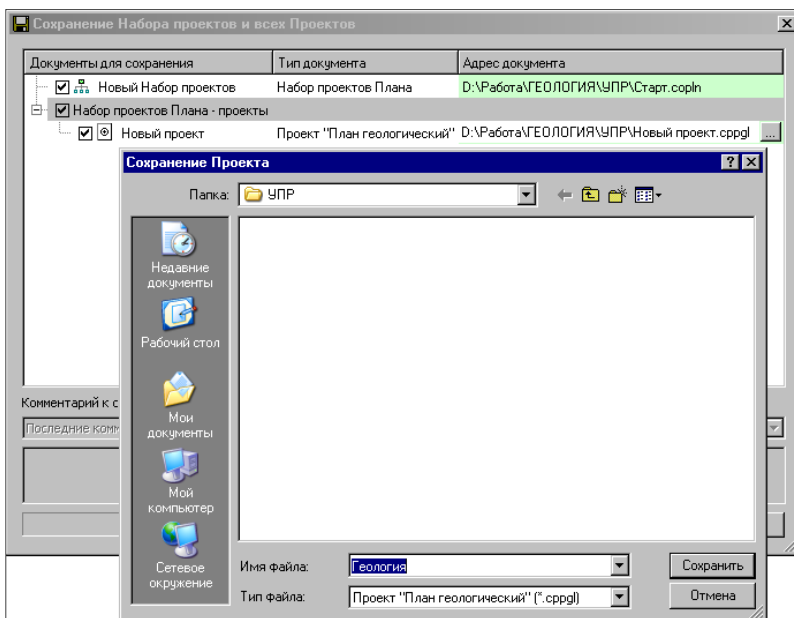 Сохранение Набора проектов и всех Проектов
Документы для сохранения Тип документа Адрес документа
Новый Набор проектов Набор проектов Плана D:\Работа\ГЕОЛОГИЯ\УПР\Старт.copln
Набор проектов Плана - проекты
Новый проект Проект "План геологический" D:\Работа\ГЕОЛОГИЯ\УПР\Новый проект.cppgl ...
Сохранение Проекта
Папка: УПР
Недавние документы
Рабочий стол
Комментарий к с
Последние комм
Мои документы
Мой компьютер
Сетевое окружение
Имя файла: Геология Сохранить
Тип файла: Проект "План геологический" (*.cppgl) Отмена